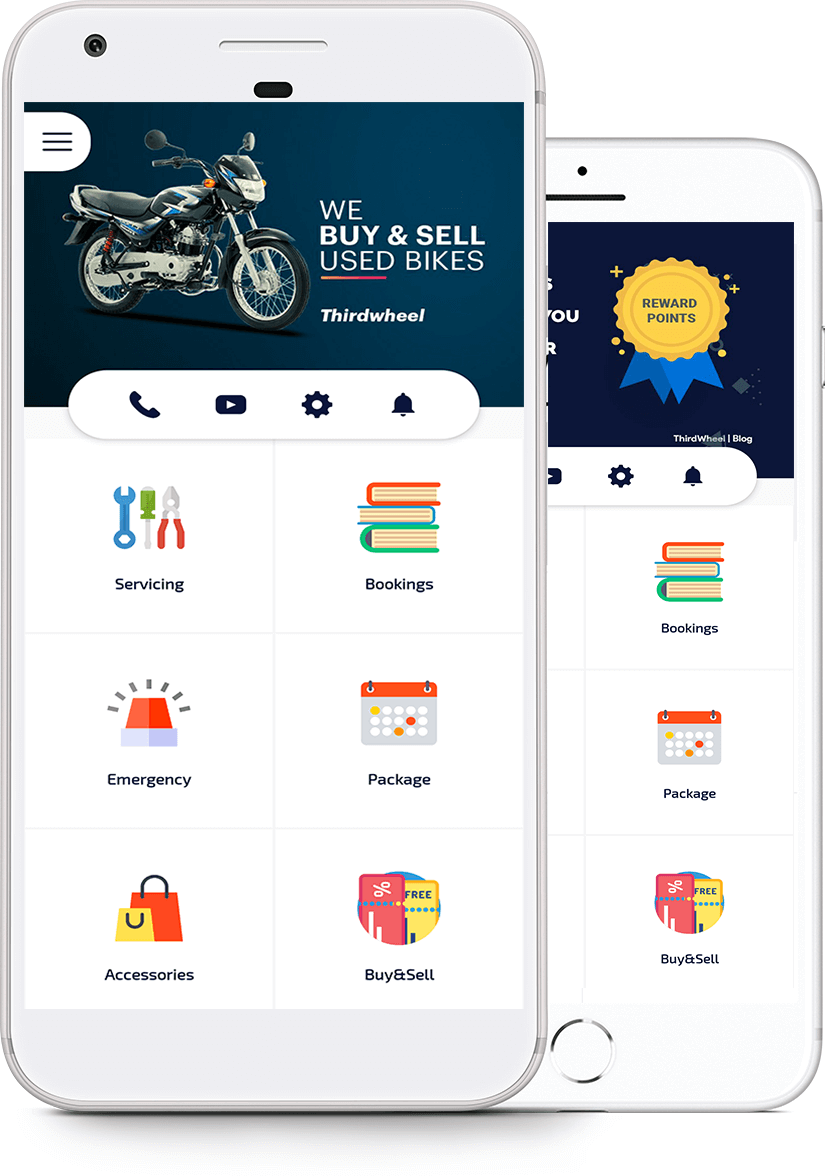 WE
BUY & SELL
USED BIKES
Thirdwheel
Servicing
Bookings
Emergency
Package
Accessories
%
FREE
Buy&Sell
S
YOU
R
REWARD
POINTS
ThirdWheel | Blog
Bookings
Package
%
FREE
Buy&Sell